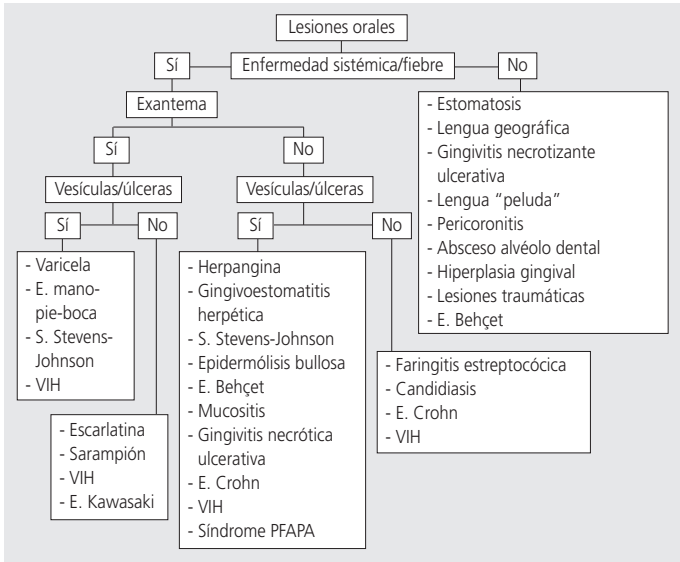 Lesiones orales
Sí
Enfermedad sistémica/fiebre
No
Exantema
Sí
No
Vesículas/úlceras
Vesículas/úlceras
Sí
No
Sí
No
- Varicela
- E. mano-
pie-boca
- S. Stevens-
Johnson
- VIH
- Escarlatina
- Sarampión
- VIH
- E. Kawasaki
- Herpangina
- Gingivoestomatitis
herpética
- S. Stevens-Johnson
- Epidermólisis bullosa
- E. Behçet
- Mucositis
- Gingivitis necrótica
ulcerativa
- E. Crohn
- VIH
- Síndrome PFAPA
- Faringitis estreptocócica
- Candidiasis
- E. Crohn
- VIH
- Estomatosis
- Lengua geográfica
- Gingivitis necrotizante
ulcerativa
- Lengua “peluda”
- Pericoronitis
- Absceso alvéolo dental
- Hiperplasia gingival
- Lesiones traumáticas
- E. Behçet